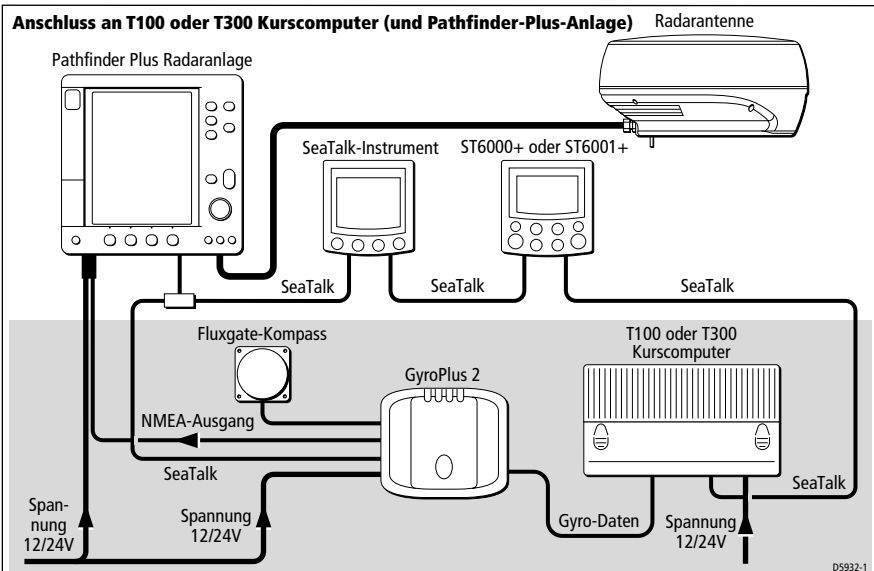 Anschluss an T100 oder T300 Kurscomputer (und Pathfinder-Plus-Anlage)
Radarantenne
Pathfinder Plus Radaranlage
SeaTalk-Instrument
ST6000+ oder ST6001+
SeaTalk
SeaTalk
SeaTalk
Fluxgate-Kompass
T100 oder T300
Kurscomputer
GyroPlus 2
NMEA-Ausgang
SeaTalk
SeaTalk
Span-
nung
12/24V
Spannung
12/24V
Gyro-Daten
Spannung
12/24V
D5932-1